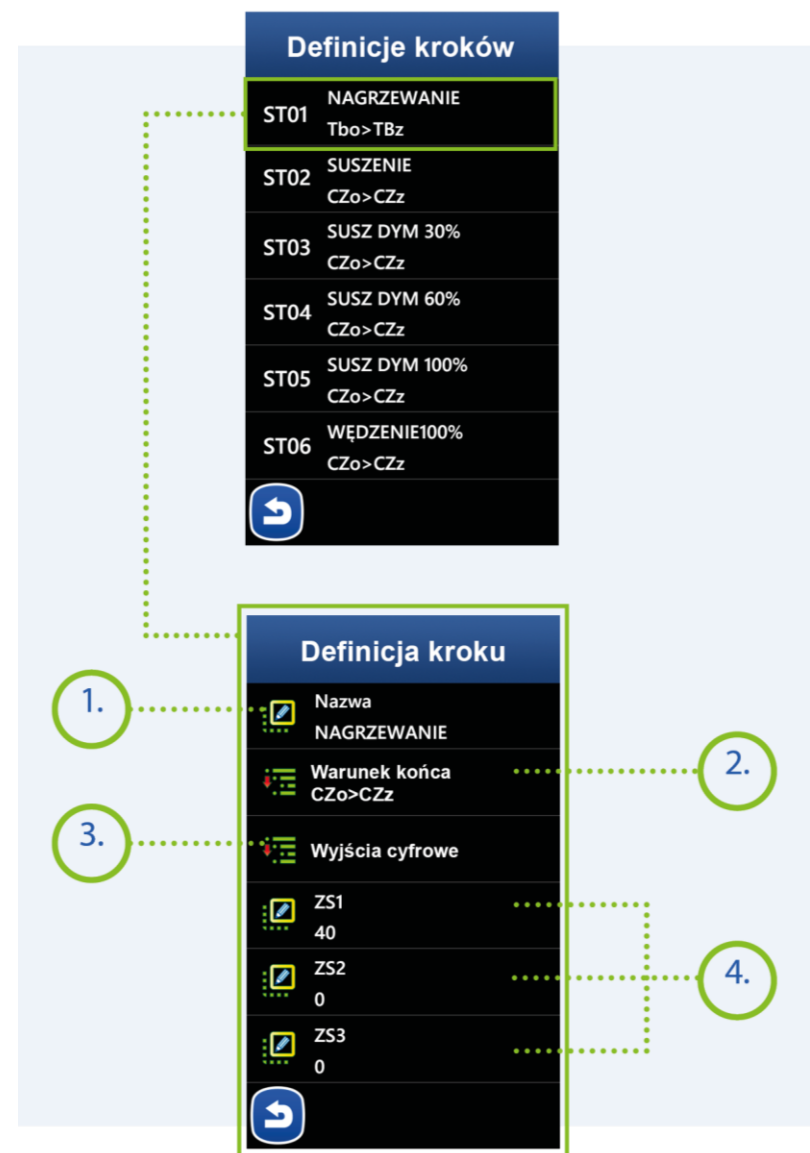 Definicje kroków
ST01
NAGRZEWANIE
Tbo>TBz
ST02
SUSZENIE
CZo>CZz
ST03
SUSZ DYM 30%
CZo>CZz
ST04
SUSZ DYM 60%
CZo>CZz
ST05
SUSZ DYM 100%
CZo>CZz
ST06
WĘDZENIE100%
CZo>CZz
Definicja kroku
1.
Nazwa
NAGRZEWANIE
2.
Warunek końca
CZo>CZz
3.
Wyjścia cyfrowe
ZS1
40
4.
ZS2
0
ZS3
0